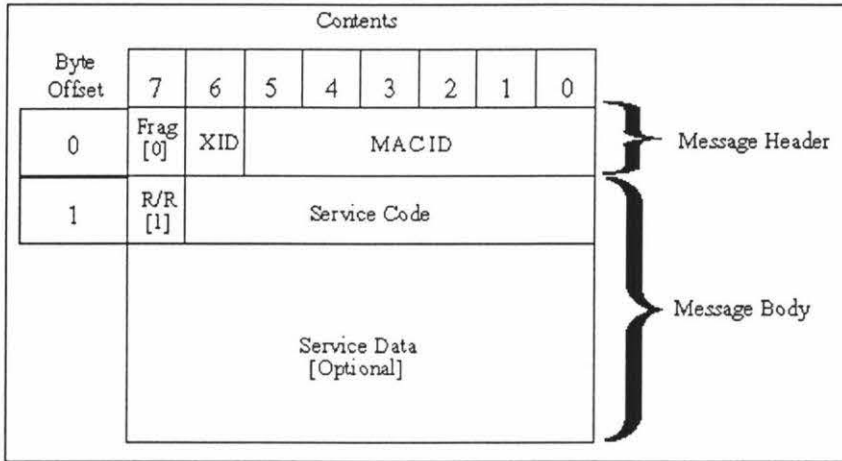 Contents
Byte
Offset
7 6 5 4 3 2 1 0
0
Frag
[0]
XID
MAC ID
Message Header
1
R/R
[1]
Service Code
Service Data
[Optional]
Message Body